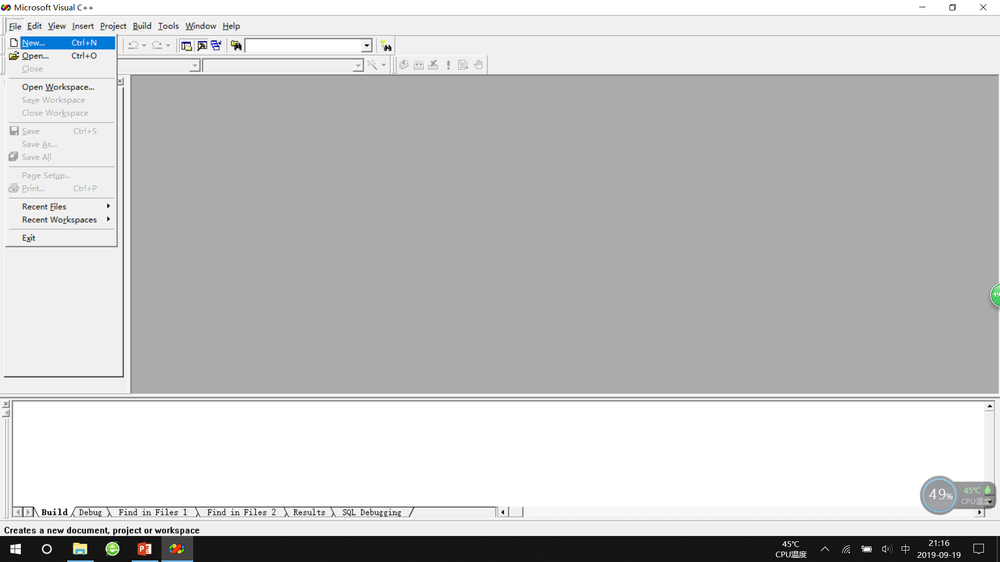 Microsoft Visual C++
File Edit View Insert Project Build Tools Window Help
New... Ctrl+N
Open... Ctrl+O
Close
Open Workspace...
Save Workspace
Close Workspace
Save Ctrl+S
Save As...
Save All
Page Setup...
Print... Ctrl+P
Recent Files
Recent Workspaces
Exit
49
49%
45℃
CPU温度
Build Debug Find in Files 1 Find in Files 2 Results SQL Debugging
Creates a new document, project or workspace
45℃
CPU温度
中
21:16
2019-09-19